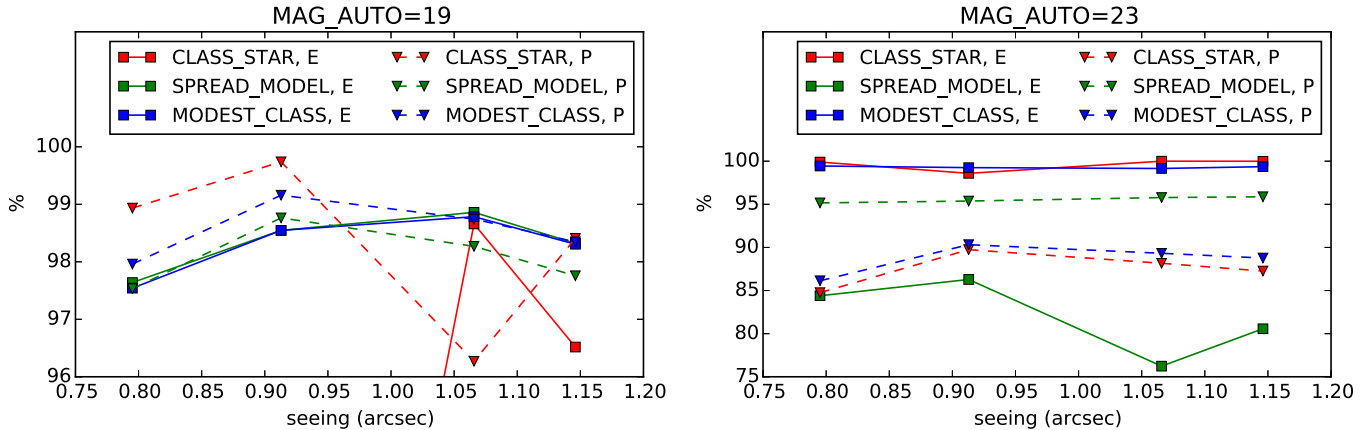 MAG_AUTO=19
CLASS_STAR, E CLASS_STAR, P
SPREAD_MODEL, E SPREAD_MODEL, P
MODEST_CLASS, E MODEST_CLASS, P
100
99
98
97
96
%
0.75 0.80 0.85 0.90 0.95 1.00 1.05 1.10 1.15 1.20
seeing (arcsec)
MAG_AUTO=23
CLASS_STAR, E CLASS_STAR, P
SPREAD_MODEL, E SPREAD_MODEL, P
MODEST_CLASS, E MODEST_CLASS, P
100
95
90
85
80
75
%
0.75 0.80 0.85 0.90 0.95 1.00 1.05 1.10 1.15 1.20
seeing (arcsec)